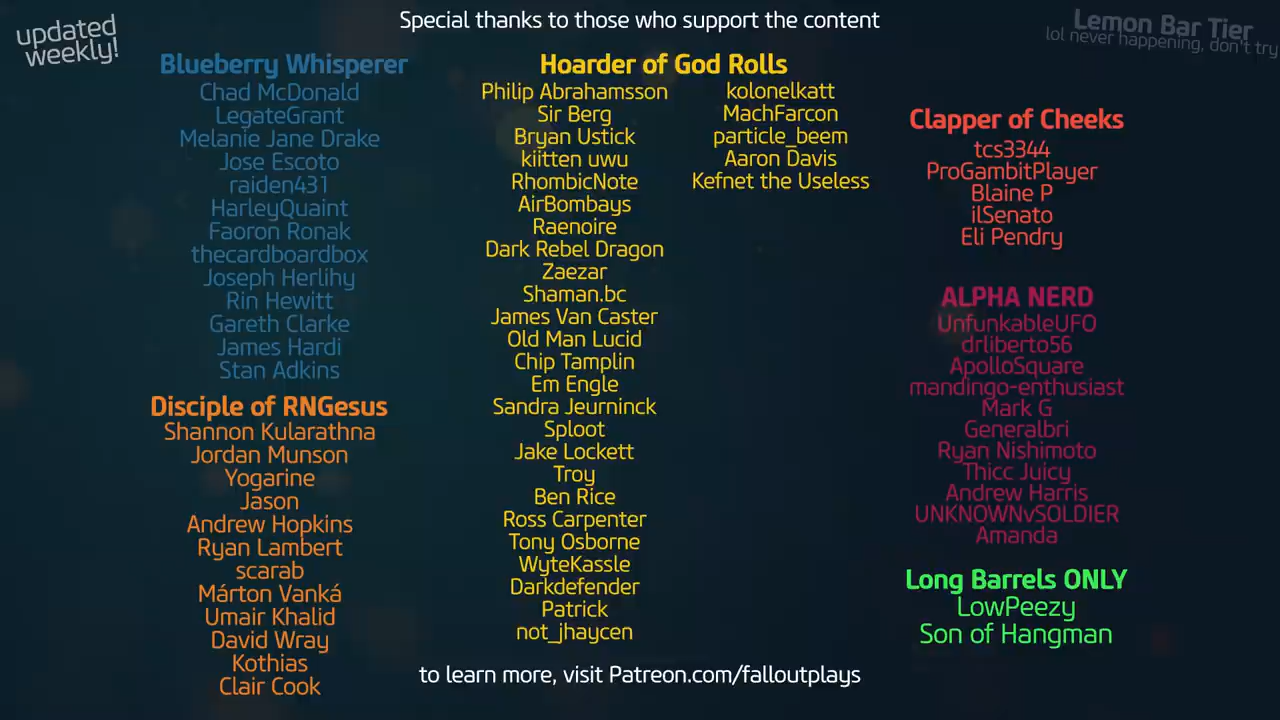 updated
weekly!
Special thanks to those who support the content
Lemon Bar Tier
lol never happening, don't try
Blueberry Whisperer
Chad McDonald
LegateGrant
Melanie Jane Drake
Jose Escoto
raiden431
HarleyQuaint
Faoron Ronak
thecardboardbox
Joseph Herlihy
Rin Hewitt
Gareth Clarke
James Hardi
Stan Adkins
Disciple of RNGesus
Shannon Kularathna
Jordan Munson
Yogarine
Jason
Andrew Hopkins
Ryan Lambert
scarab
Márton Vanká
Umair Khalid
David Wray
Kothias
Clair Cook
Hoarder of God Rolls
Philip Abrahamsson
Sir Berg
Bryan Ustick
kiitten uwu
RhombicNote
AirBombays
Raenoire
Dark Rebel Dragon
Zaezar
Shaman.bc
James Van Caster
Old Man Lucid
Chip Tamplin
Em Engle
Sandra Jeurninck
Sploot
Jake Lockett
Troy
Ben Rice
Ross Carpenter
Tony Osborne
WyteKassle
Darkdefender
Patrick
not_jhaycen
kolonelkatt
MachFarcon
particle_beem
Aaron Davis
Kefnet the Useless
Clapper of Cheeks
tcs3344
ProGambitPlayer
Blaine P
ilSenato
Eli Pendry
ALPHA NERD
UnfunkableUFO
drliberto56
ApolloSquare
mandingo-enthusiast
Mark G
Generalbri
Ryan Nishimoto
Thicc Juicy
Andrew Harris
UNKNOWNvSOLDIER
Amanda
Long Barrels ONLY
LowPeezy
Son of Hangman
to learn more, visit Patreon.com/falloutplays